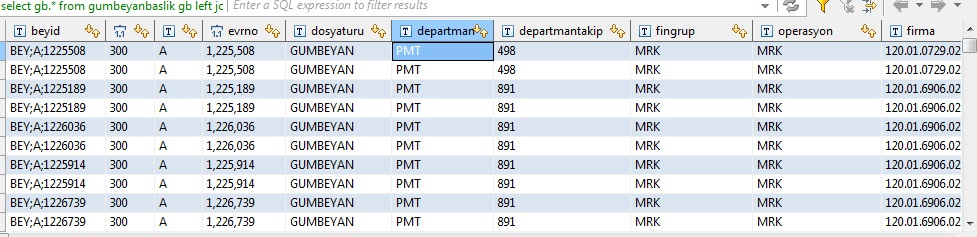 select gb.* from gumbeyanbaslik gb left jc Enter a SQL expression to filter results
beyid evrno dosyaturu departman departmantakip fingrup operasyon firma
BEY;A;1225508 300 A 1,225,508 GUMBEYAN PMT 498 MRK MRK 120.01.0729.02
BEY;A;1225508 300 A 1,225,508 GUMBEYAN PMT 498 MRK MRK 120.01.0729.02
BEY;A;1225189 300 A 1,225,189 GUMBEYAN PMT 891 MRK MRK 120.01.6906.02
BEY;A;1225189 300 A 1,225,189 GUMBEYAN PMT 891 MRK MRK 120.01.6906.02
BEY;A;1226036 300 A 1,226,036 GUMBEYAN PMT 891 MRK MRK 120.01.6906.02
BEY;A;1226036 300 A 1,226,036 GUMBEYAN PMT 891 MRK MRK 120.01.6906.02
BEY;A;1225914 300 A 1,225,914 GUMBEYAN PMT 891 MRK MRK 120.01.6906.02
BEY;A;1225914 300 A 1,225,914 GUMBEYAN PMT 891 MRK MRK 120.01.6906.02
BEY;A;1226739 300 A 1,226,739 GUMBEYAN PMT 891 MRK MRK 120.01.6906.02
BEY;A;1226739 300 A 1,226,739 GUMBEYAN PMT 891 MRK MRK 120.01.6906.02